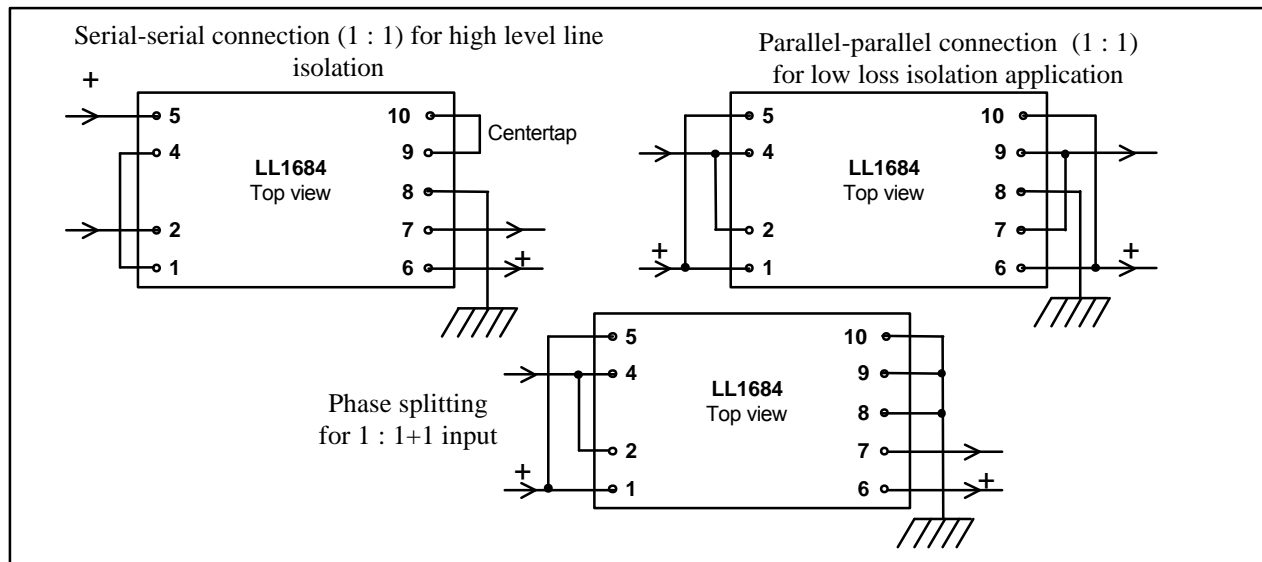 Serial-serial connection (1 : 1) for high level line
isolation
+
5
4
2
1
LL1684
Top view
10
9
8
7
6
Centertap
+
Parallel-parallel connection (1 : 1)
for low loss isolation application
5
4
2
1
+
LL1684
Top view
10
9
8
7
6
+
Phase splitting
for 1 : 1+1 input
+
5
4
2
1
LL1684
Top view
10
9
8
7
6
+